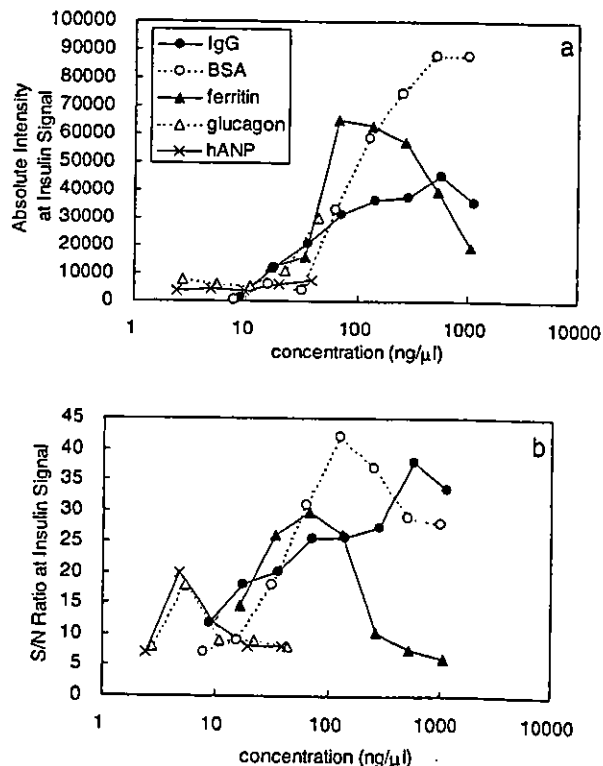 a
100000
90000
80000
70000
60000
50000
40000
30000
20000
10000
0
Absolute Intensity
at Insulin Signal
IgG
BSA
ferritin
glucagon
hANP
1
10
100
1000
10000
concentration (ng/µl)
b
45
40
35
30
25
20
15
10
5
0
S/N Ratio at Insulin Signal
1
10
100
1000
10000
concentration (ng/µl)